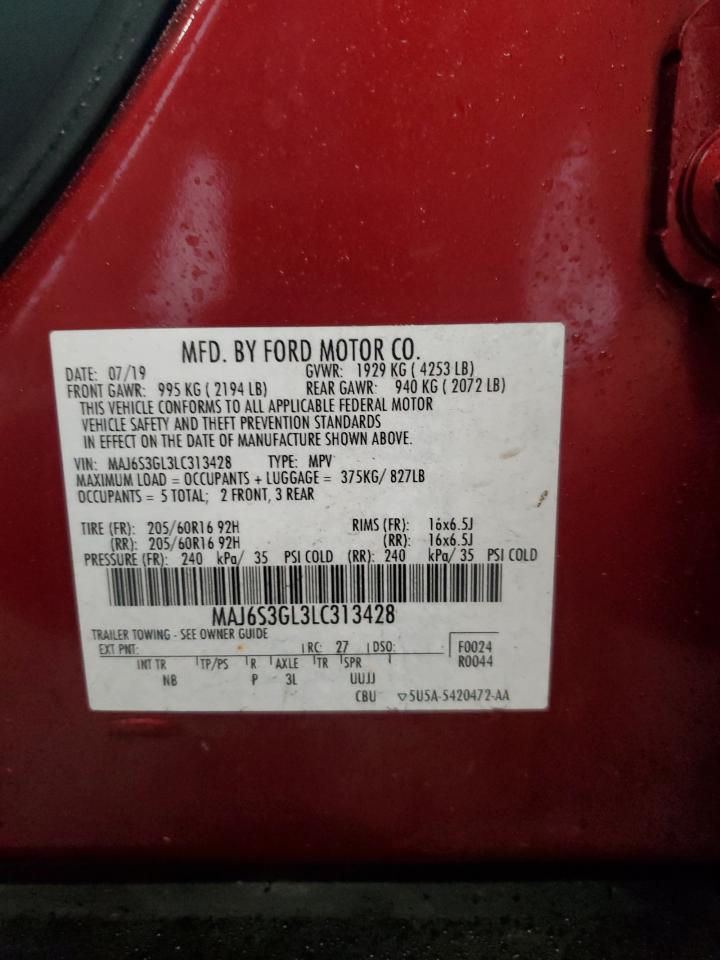 MFD. BY FORD MOTOR CO.
DATE: 07/19 GVWR: 1929 KG ( 4253 LB)
FRONT GAWR: 995 KG ( 2194 LB) REAR GAWR: 940 KG ( 2072 LB)
THIS VEHICLE CONFORMS TO ALL APPLICABLE FEDERAL MOTOR
VEHICLE SAFETY AND THEFT PREVENTION STANDARDS
IN EFFECT ON THE DATE OF MANUFACTURE SHOWN ABOVE.
VIN: MAJ6S3GL3LC313428 TYPE: MPV
MAXIMUM LOAD = OCCUPANTS + LUGGAGE = 375KG/ 827LB
OCCUPANTS = 5 TOTAL; 2 FRONT, 3 REAR
TIRE (FR): 205/60R16 92H RIMS (FR): 16x6.5J
(RR): 205/60R16 92H (RR): 16x6.5J
PRESSURE (FR): 240 kPa/ 35 PSI COLD (RR): 240 kPa/ 35 PSI COLD
MAJ6S3GL3LC313428
TRAILER TOWING - SEE OWNER GUIDE
EXT PNT: RC: 27 DSO: F0024
INT TR TP/PS R AXLE TR SPR R0044
NB P 3L UUJJ
CBU ▽5U5A-5420472-AA